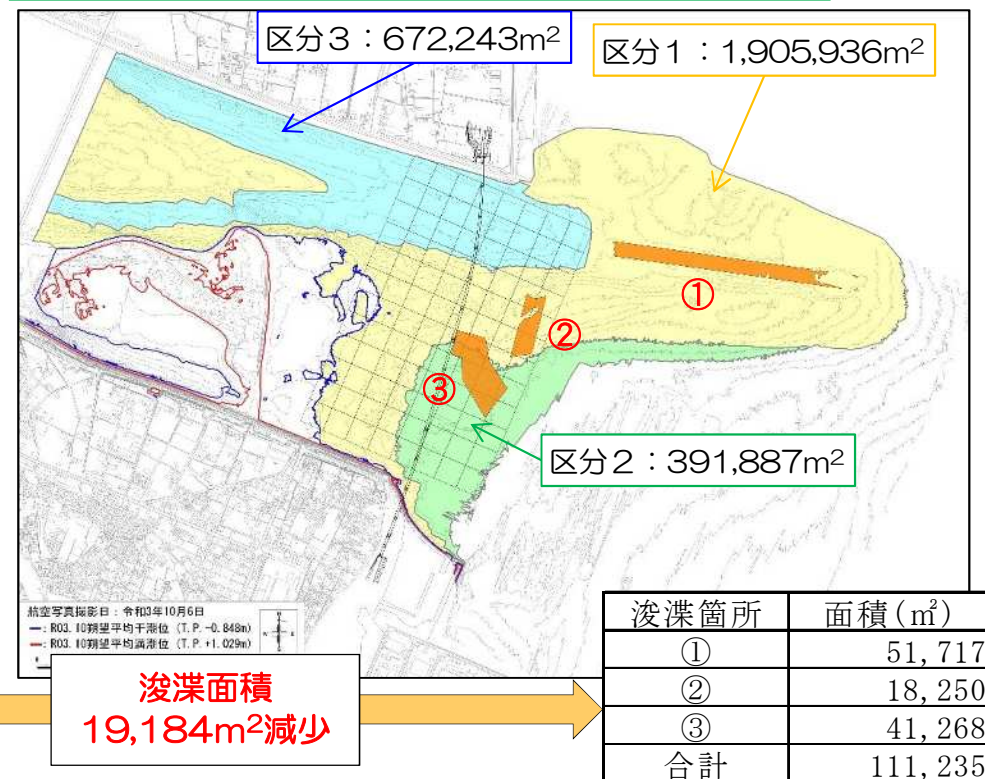 区分3：672,243m²
区分1：1,905,936m²
①
②
③
区分2：391,887m²
航空写真撮影日：令和3年10月6日
：R03.10朔望平均干潮位 (T.P.-0.848m)
：R03.10朔望平均満潮位 (T.P.+1.029m)
浚渫面積
19,184m²減少
浚渫箇所 面積(㎡)
① 51,717
② 18,250
③ 41,268
合計 111,235